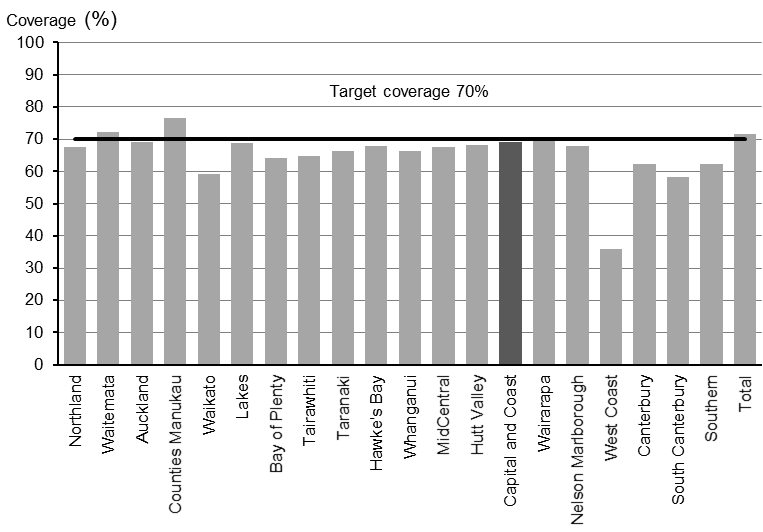 Coverage (%)
100
90
80
70
60
50
40
30
20
10
0
Target coverage 70%
Northland
Waitemata
Auckland
Counties Manukau
Waikato
Lakes
Bay of Plenty
Tairawhiti
Taranaki
Hawke's Bay
Whanganui
MidCentral
Hutt Valley
Capital and Coast
Wairarapa
Nelson Marlborough
West Coast
Canterbury
South Canterbury
Southern
Total